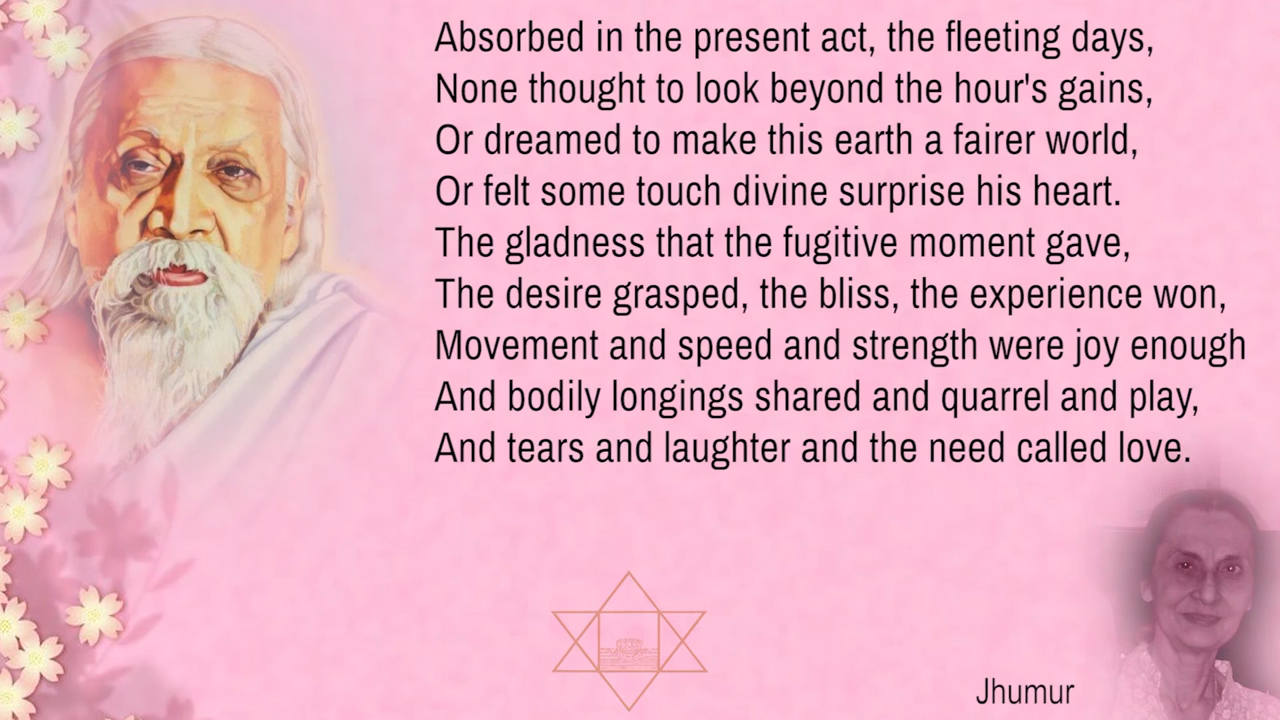 Absorbed in the present act, the fleeting days,
None thought to look beyond the hour's gains,
Or dreamed to make this earth a fairer world,
Or felt some touch divine surprise his heart.
The gladness that the fugitive moment gave,
The desire grasped, the bliss, the experience won,
Movement and speed and strength were joy enough
And bodily longings shared and quarrel and play,
And tears and laughter and the need called love.
Jhumur